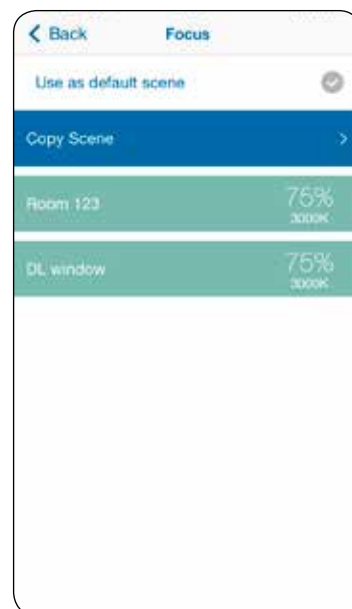 Back
Focus
Use as default scene
Copy Scene
Room 123
75%
3000K
DL window
75%
3000K